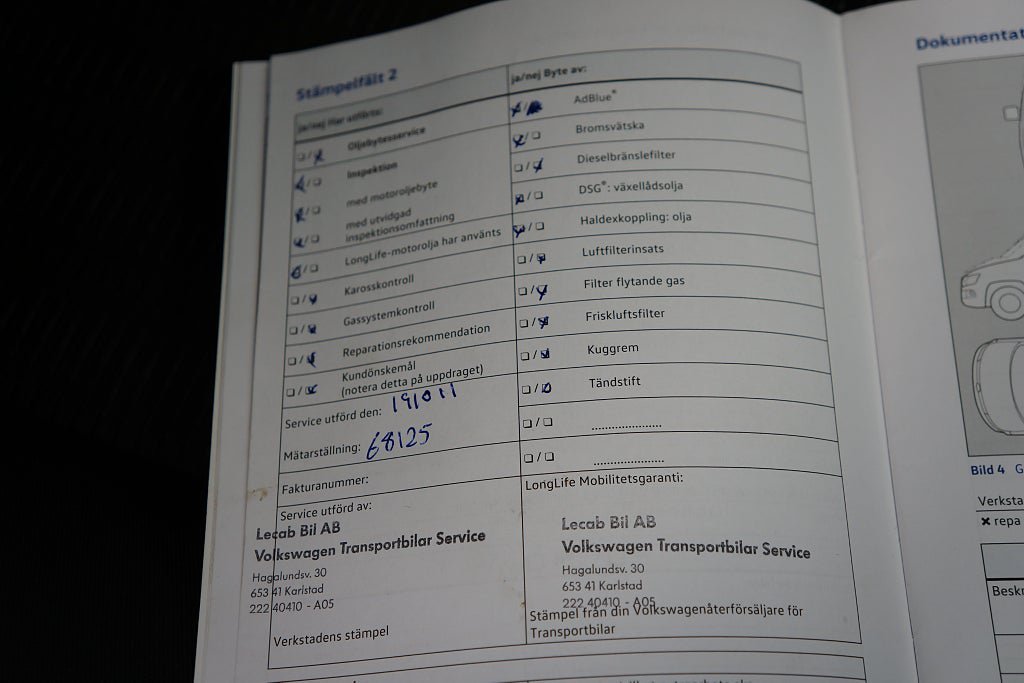 Stämpelfält 2
ja/nej Har utförts:
☐/☒ Oljebytesservice
☒/☐ Inspektion
☒/☐ med motoroljebyte
☒/☐ med utvidgad
inspektionsomfattning
☒/☐ LongLife-motorolja har använts
☐/☒ Karosskontroll
☐/☒ Gassystemkontroll
☐/☒ Reparationsrekommendation
☐/☒ Kundönskemål
(notera detta på uppdraget)
Service utförd den: 191011
Mätarställning: 68125
Fakturanummer:
Service utförd av:
Lecab Bil AB
Volkswagen Transportbilar Service
Hagalundsv. 30
653 41 Karlstad
222 40410 - A05
Verkstadens stämpel
ja/nej Byte av:
AdBlue®
☒/☐ Bromsvätska
☐/☒ Dieselbränslefilter
☒/☐ DSG®: växellådsolja
☒/☐ Haldexkoppling: olja
☐/☒ Luftfilterinsats
☐/☒ Filter flytande gas
☐/☒ Friskluftsfilter
☐/☒ Kuggrem
☐/☒ Tändstift
☐/☐ .....................
☐/☐ .....................
LongLife Mobilitetsgaranti:
Lecab Bil AB
Volkswagen Transportbilar Service
Hagalundsv. 30
653 41 Karlstad
222 40410 - A05
Stämpel från din Volkswagenåterförsäljare för
Transportbilar
Dokumentat
Bild 4 G
Verksta
✖ repa
Beskr